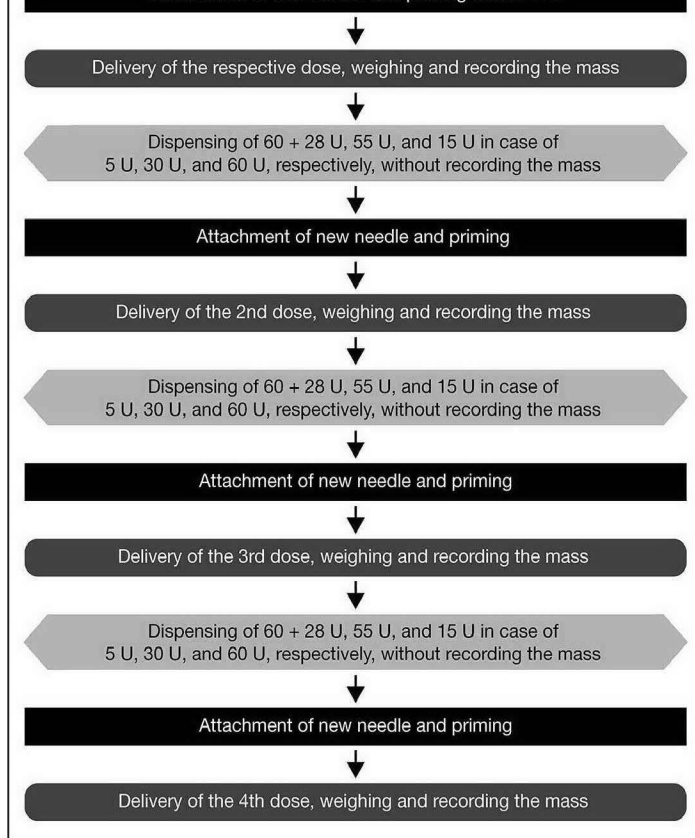 Delivery of the respective dose, weighing and recording the mass
Dispensing of 60 + 28 U, 55 U, and 15 U in case of
5 U, 30 U, and 60 U, respectively, without recording the mass
Attachment of new needle and priming
Delivery of the 2nd dose, weighing and recording the mass
Dispensing of 60 + 28 U, 55 U, and 15 U in case of
5 U, 30 U, and 60 U, respectively, without recording the mass
Attachment of new needle and priming
Delivery of the 3rd dose, weighing and recording the mass
Dispensing of 60 + 28 U, 55 U, and 15 U in case of
5 U, 30 U, and 60 U, respectively, without recording the mass
Attachment of new needle and priming
Delivery of the 4th dose, weighing and recording the mass